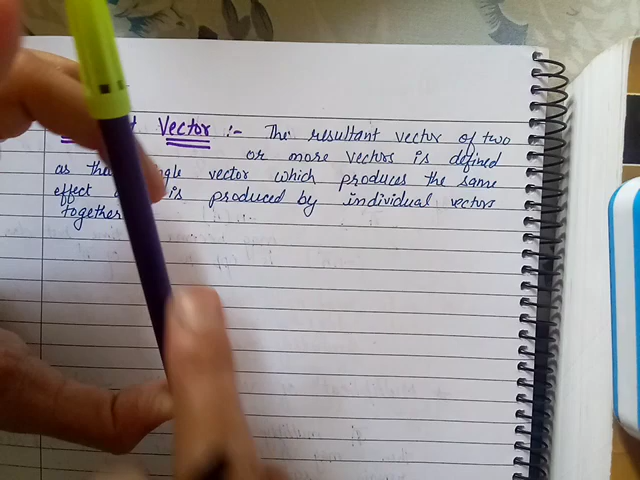 Vector :- The resultant vector of two
or more vectors is defined
as the vector which produces the same
effect is produced by individual vectors
together